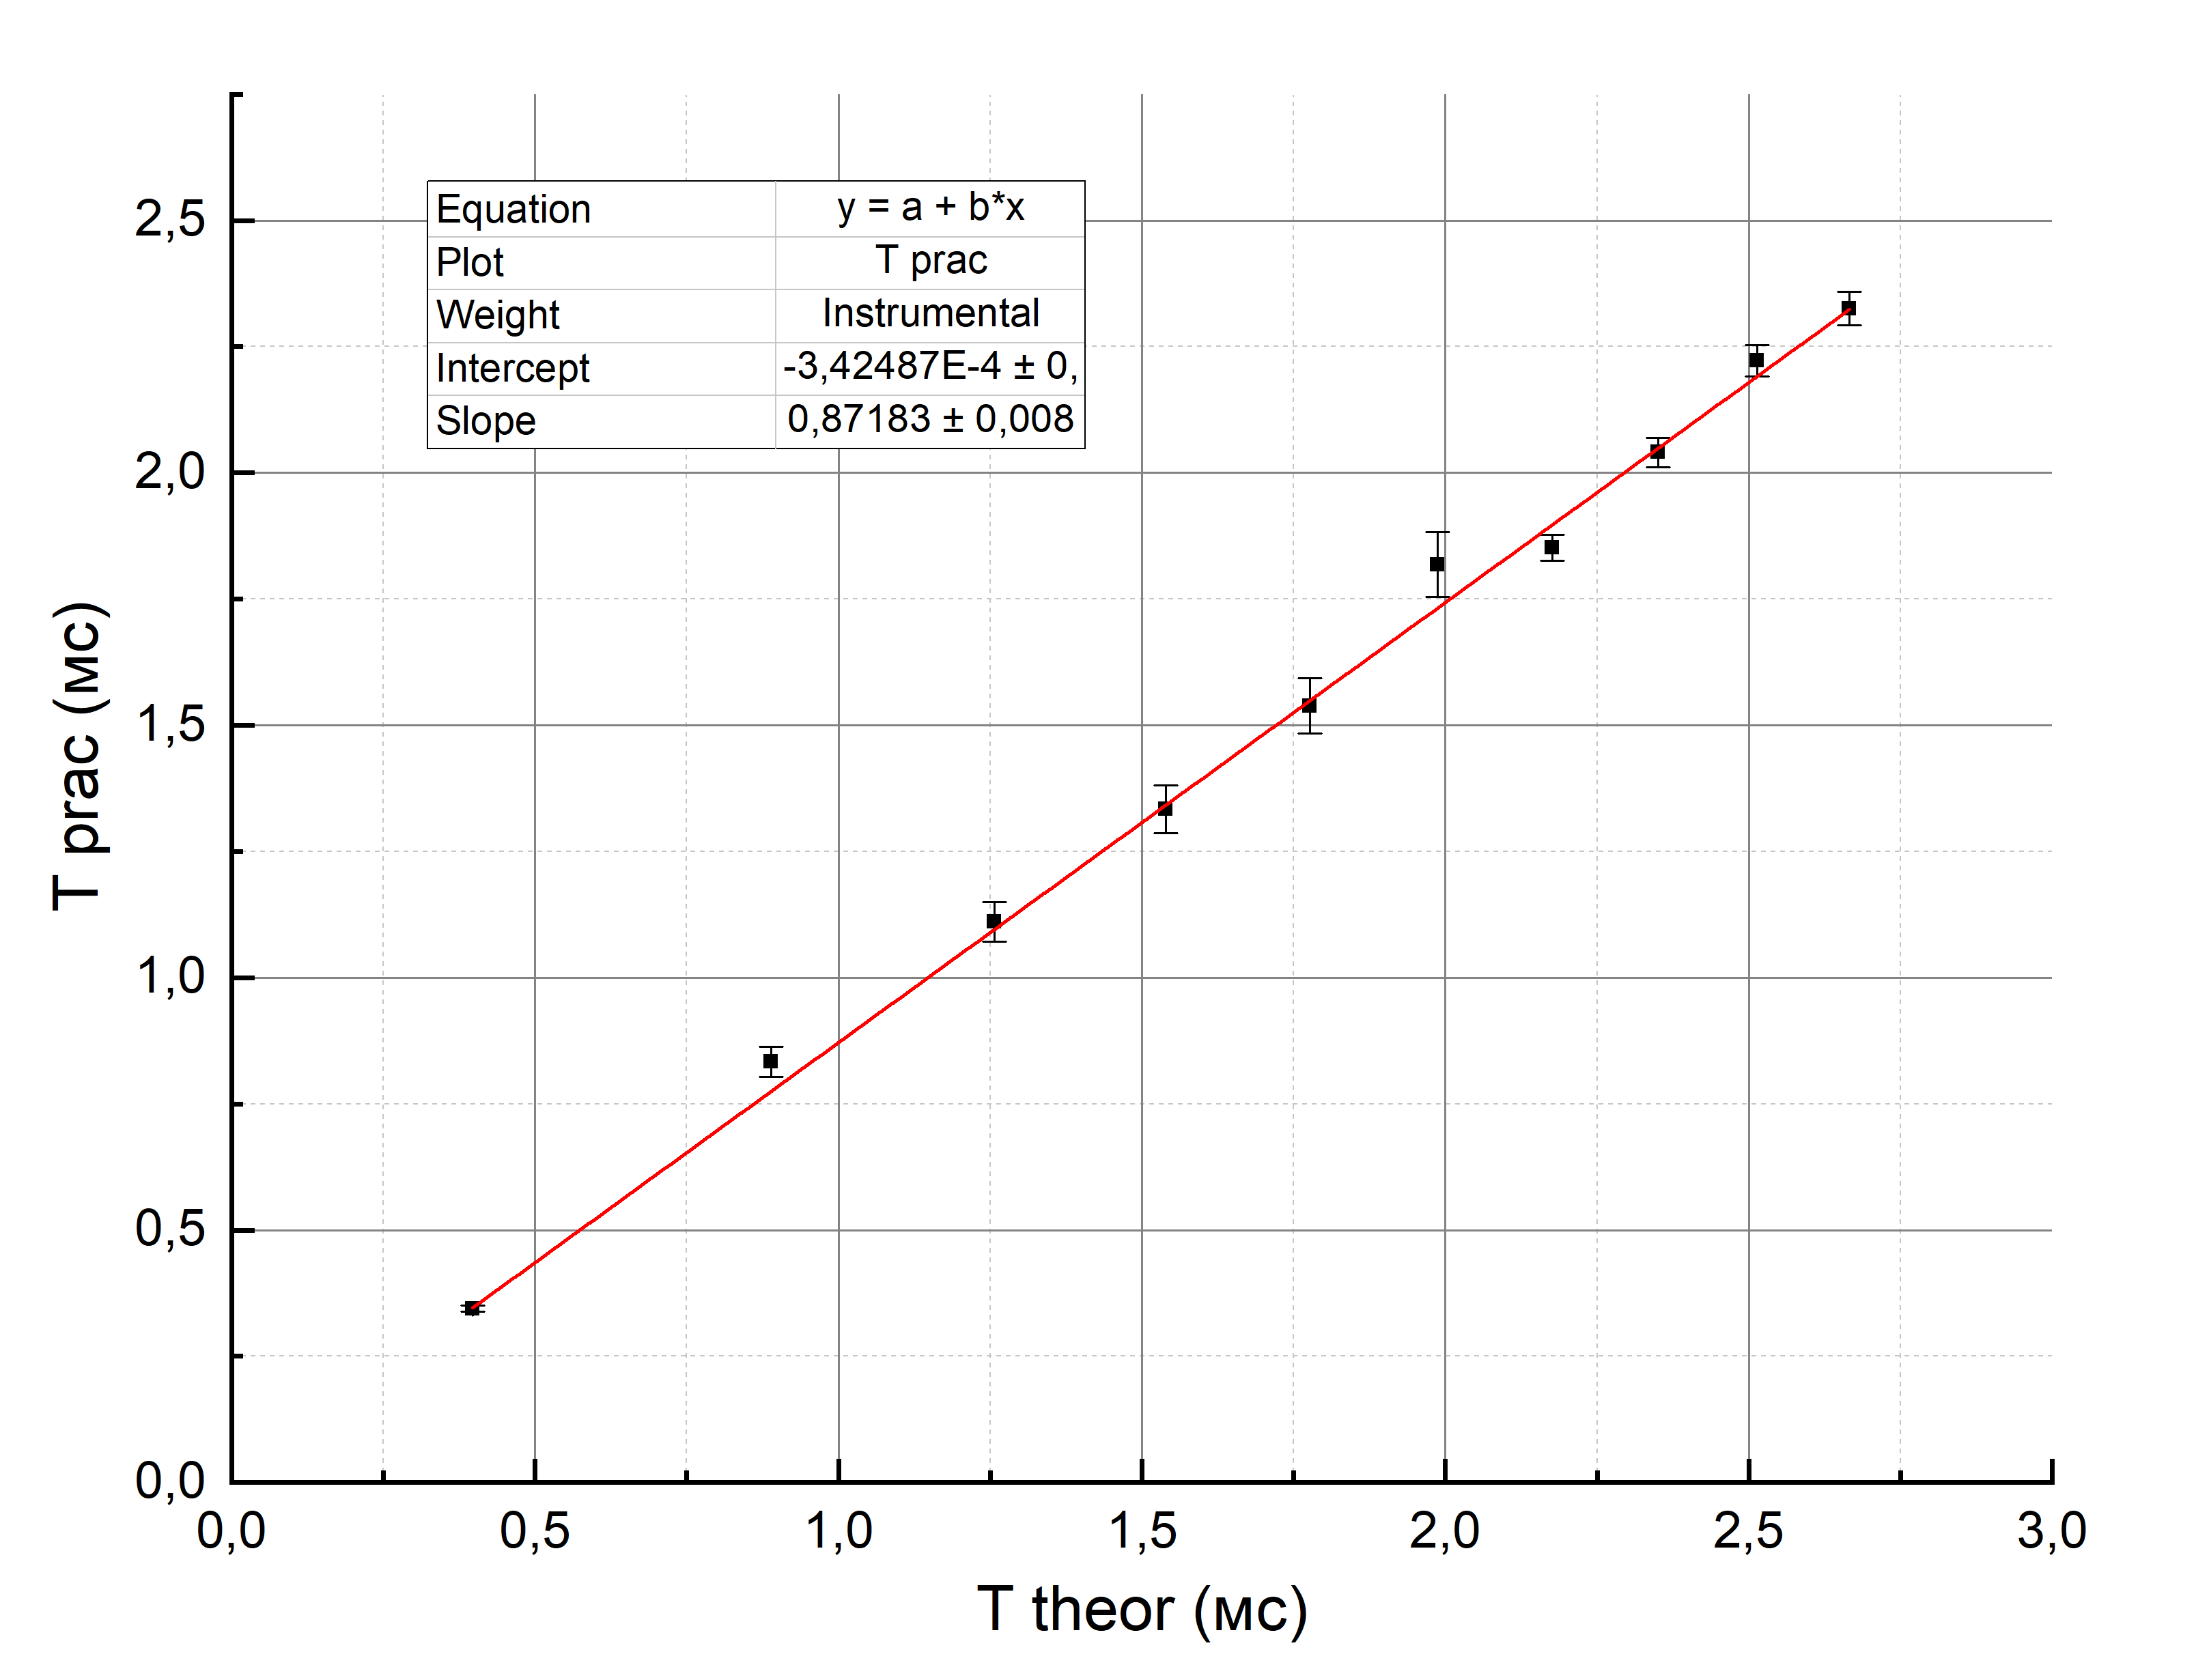 Equation y = a + b*x
Plot T prac
Weight Instrumental
Intercept -3,42487E-4 ± 0,
Slope 0,87183 ± 0,008
2,5
2,0
1,5
1,0
0,5
0,0
T prac (мс)
0,0 0,5 1,0 1,5 2,0 2,5 3,0
T theor (мс)